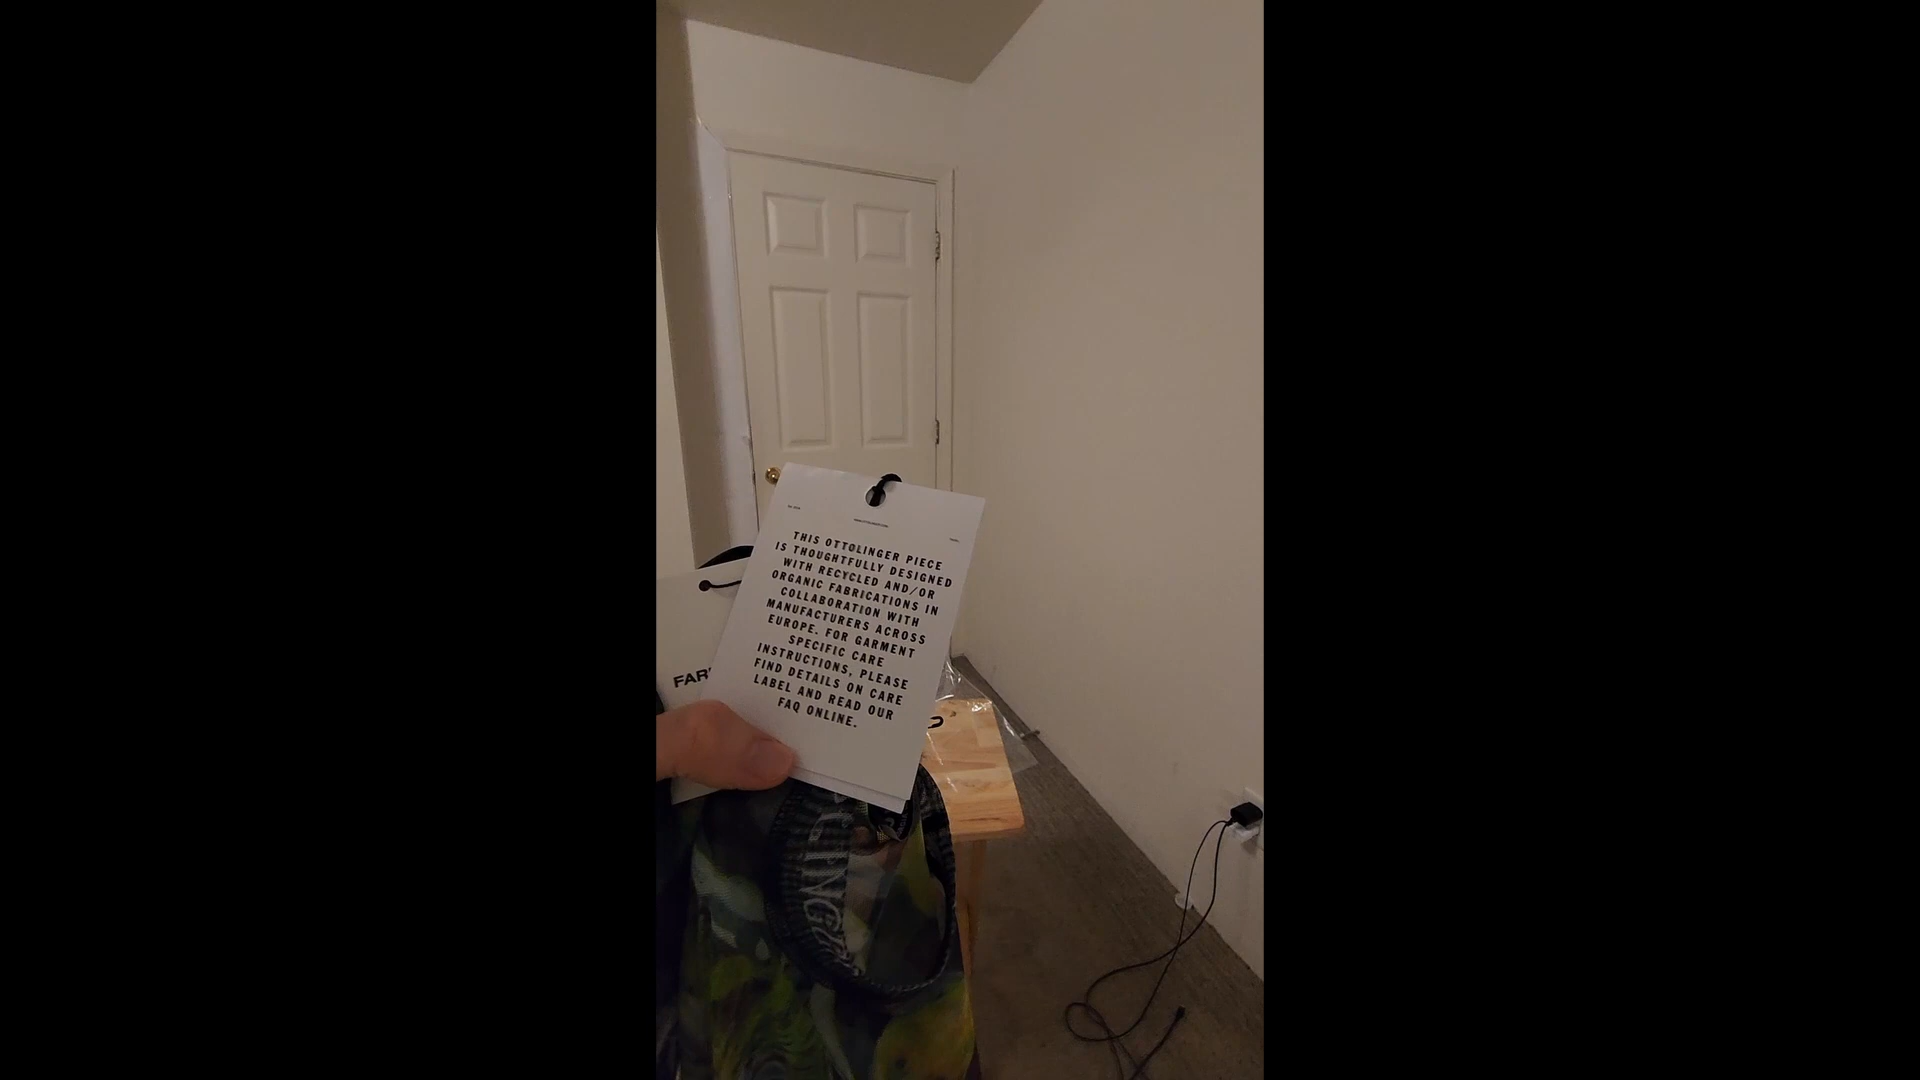 THIS OTTOLINGER PIECE
IS THOUGHTFULLY DESIGNED
WITH RECYCLED AND/OR
ORGANIC FABRICATIONS IN
COLLABORATION WITH
MANUFACTURERS ACROSS
EUROPE. FOR GARMENT
SPECIFIC CARE
INSTRUCTIONS, PLEASE
FIND DETAILS ON CARE
LABEL AND READ OUR
FAQ ONLINE.